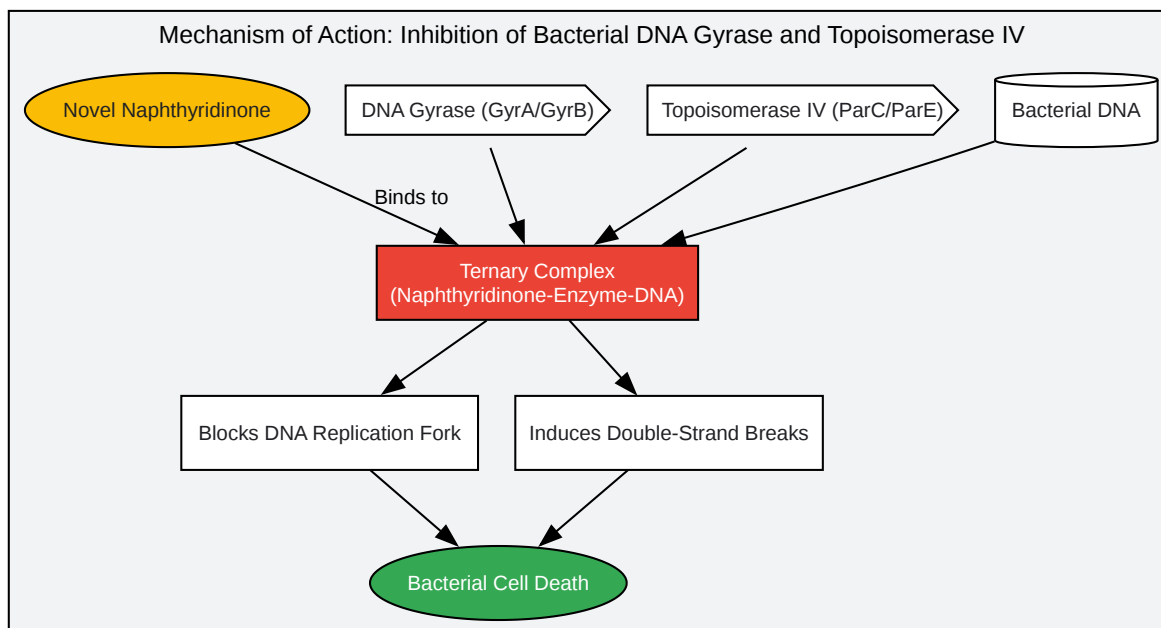 Mechanism of Action: Inhibition of Bacterial DNA Gyrase and Topoisomerase IV
Novel Naphthyridinone
DNA Gyrase (GyrA/GyrB)
Topoisomerase IV (ParC/ParE)
Bacterial DNA
Binds to
Ternary Complex
(Naphthyridinone-Enzyme-DNA)
Blocks DNA Replication Fork
Induces Double-Strand Breaks
Bacterial Cell Death